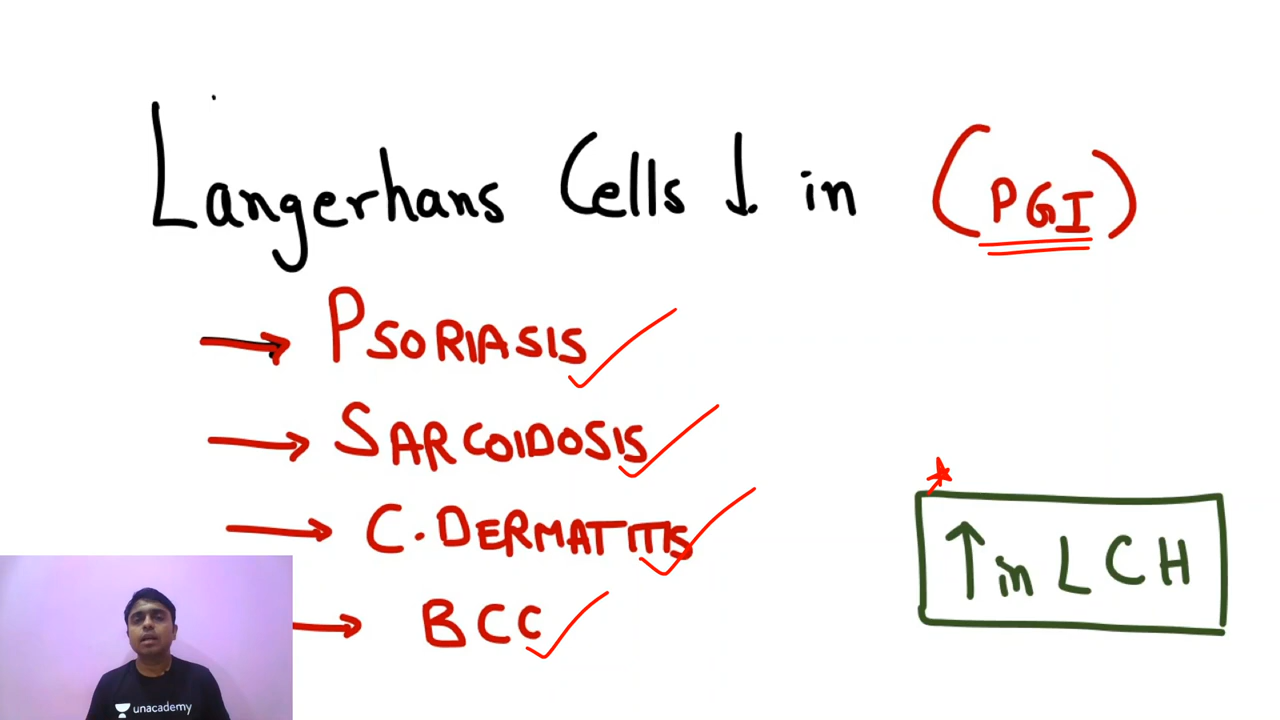 Langerhans Cells ↓ in (PGI)
→ PSORIASIS ✓
→ SARCOIDOSIS ✓
→ C. DERMATITIS ✓
→ BCC ✓
↑ in LCH
unacademy